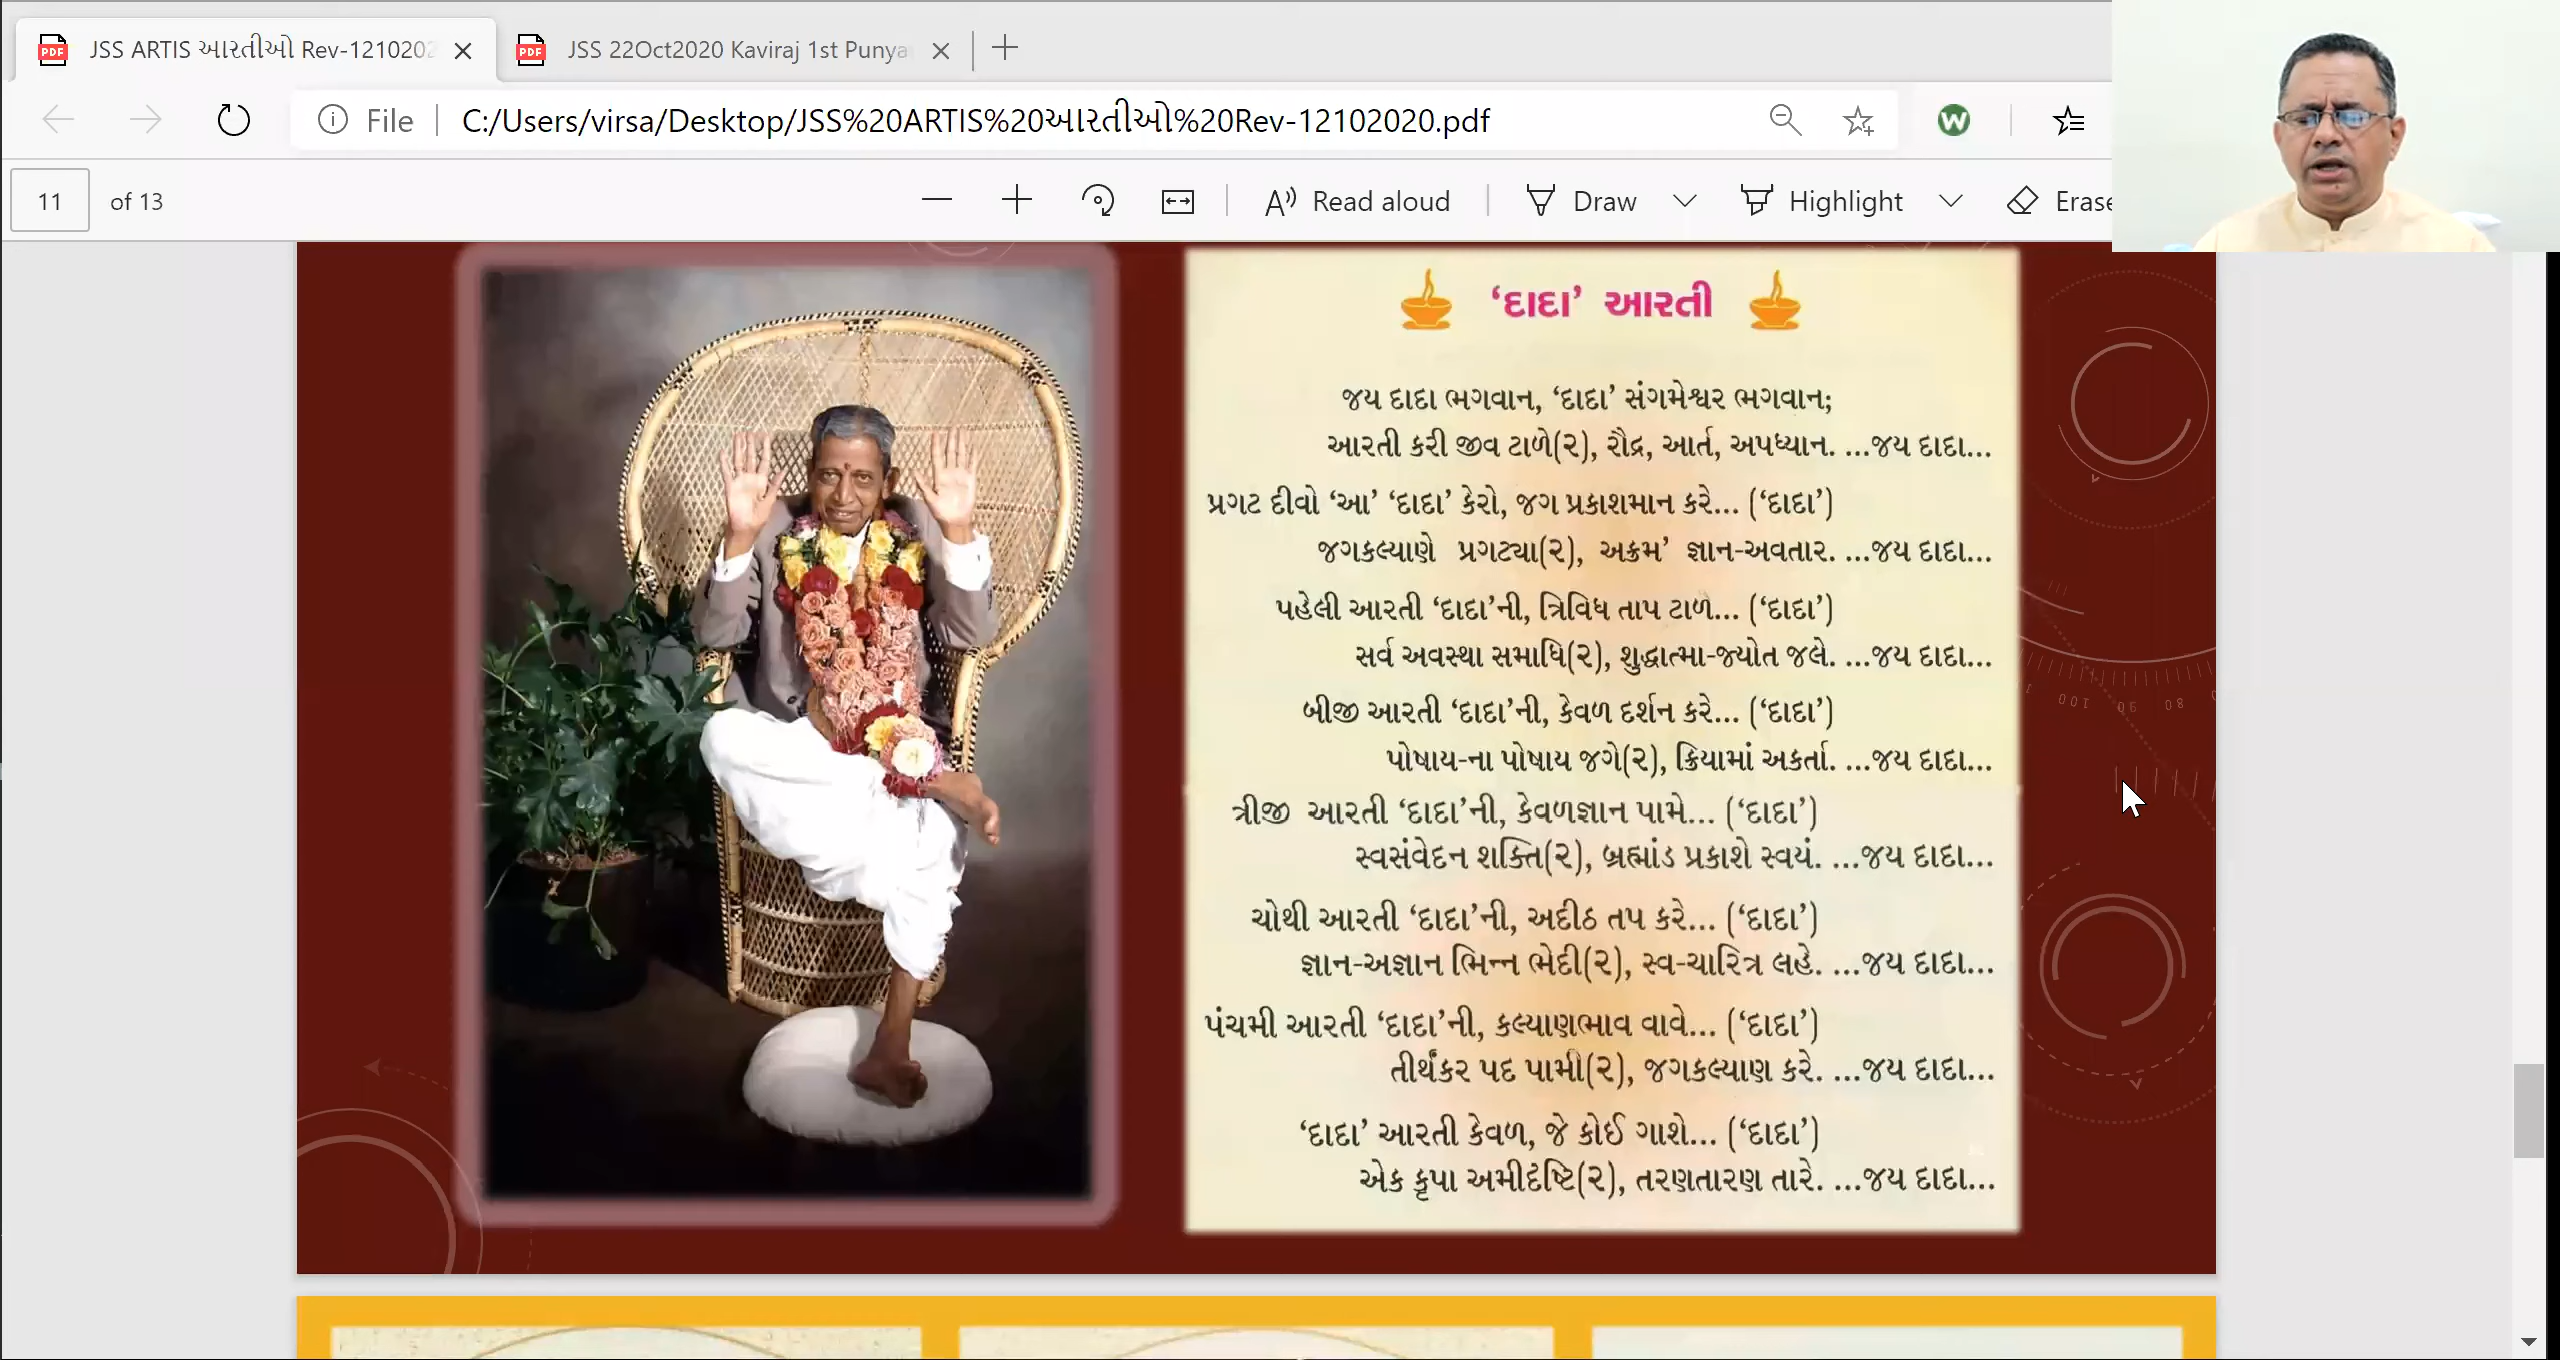 JSS ARTIS આરતીઓ Rev-1210202
JSS 22Oct2020 Kaviraj 1st Punya
File
C:/Users/virsa/Desktop/JSS%20ARTIS%20આરતીઓ%20Rev-12102020.pdf
W
11 of 13
Read aloud
Draw
Highlight
Erase
‘દાદા’ આરતી
જય દાદા ભગવાન, ‘દાદા’ સંગમેશ્વર ભગવાન;
આરતી કરી જીવ ટાળે(૨), રૌદ્ર, આર્ત, અપધ્યાન. ...જય દાદા...
પ્રગટ દીવો ‘આ’ ‘દાદા’ કેરો, જગ પ્રકાશમાન કરે... (‘દાદા’)
જગકલ્યાણે પ્રગટ્યા(૨), અક્રમ’ જ્ઞાન-અવતાર. ...જય દાદા...
પહેલી આરતી ‘દાદા’ની, ત્રિવિધ તાપ ટાળે... (‘દાદા’)
સર્વ અવસ્થા સમાધિ(૨), શુદ્ધાત્મા-જ્યોત જલે. ...જય દાદા...
બીજી આરતી ‘દાદા’ની, કેવળ દર્શન કરે... (‘દાદા’)
પોષાય-ના પોષાય જગે(૨), ક્રિયામાં અકર્તા. ...જય દાદા...
ત્રીજી આરતી ‘દાદા’ની, કેવળજ્ઞાન પામે... (‘દાદા’)
સ્વસંવેદન શક્તિ(૨), બ્રહ્માંડ પ્રકાશે સ્વયં. ...જય દાદા...
ચોથી આરતી ‘દાદા’ની, અદીઠ તપ કરે... (‘દાદા’)
જ્ઞાન-અજ્ઞાન ભિન્ન ભેદી(૨), સ્વ-ચારિત્ર લહે. ...જય દાદા...
પંચમી આરતી ‘દાદા’ની, કલ્યાણભાવ વાવે... (‘દાદા’)
તીર્થંકર પદ પામી(૨), જગકલ્યાણ કરે. ...જય દાદા...
‘દાદા’ આરતી કેવળ, જે કોઈ ગાશે... (‘દાદા’)
એક કૃપા અમીદૃષ્ટિ(૨), તરણતારણ તારે. ...જય દાદા...
100 90 80